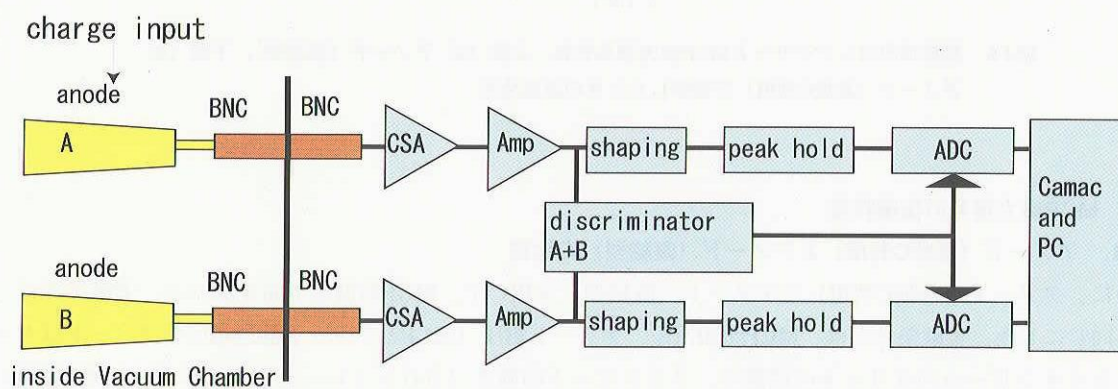 charge input
anode
BNC
BNC
A
CSA
Amp
shaping
peak hold
ADC
Camac
and
PC
discriminator
A+B
anode
BNC
BNC
B
CSA
Amp
shaping
peak hold
ADC
inside Vacuum Chamber